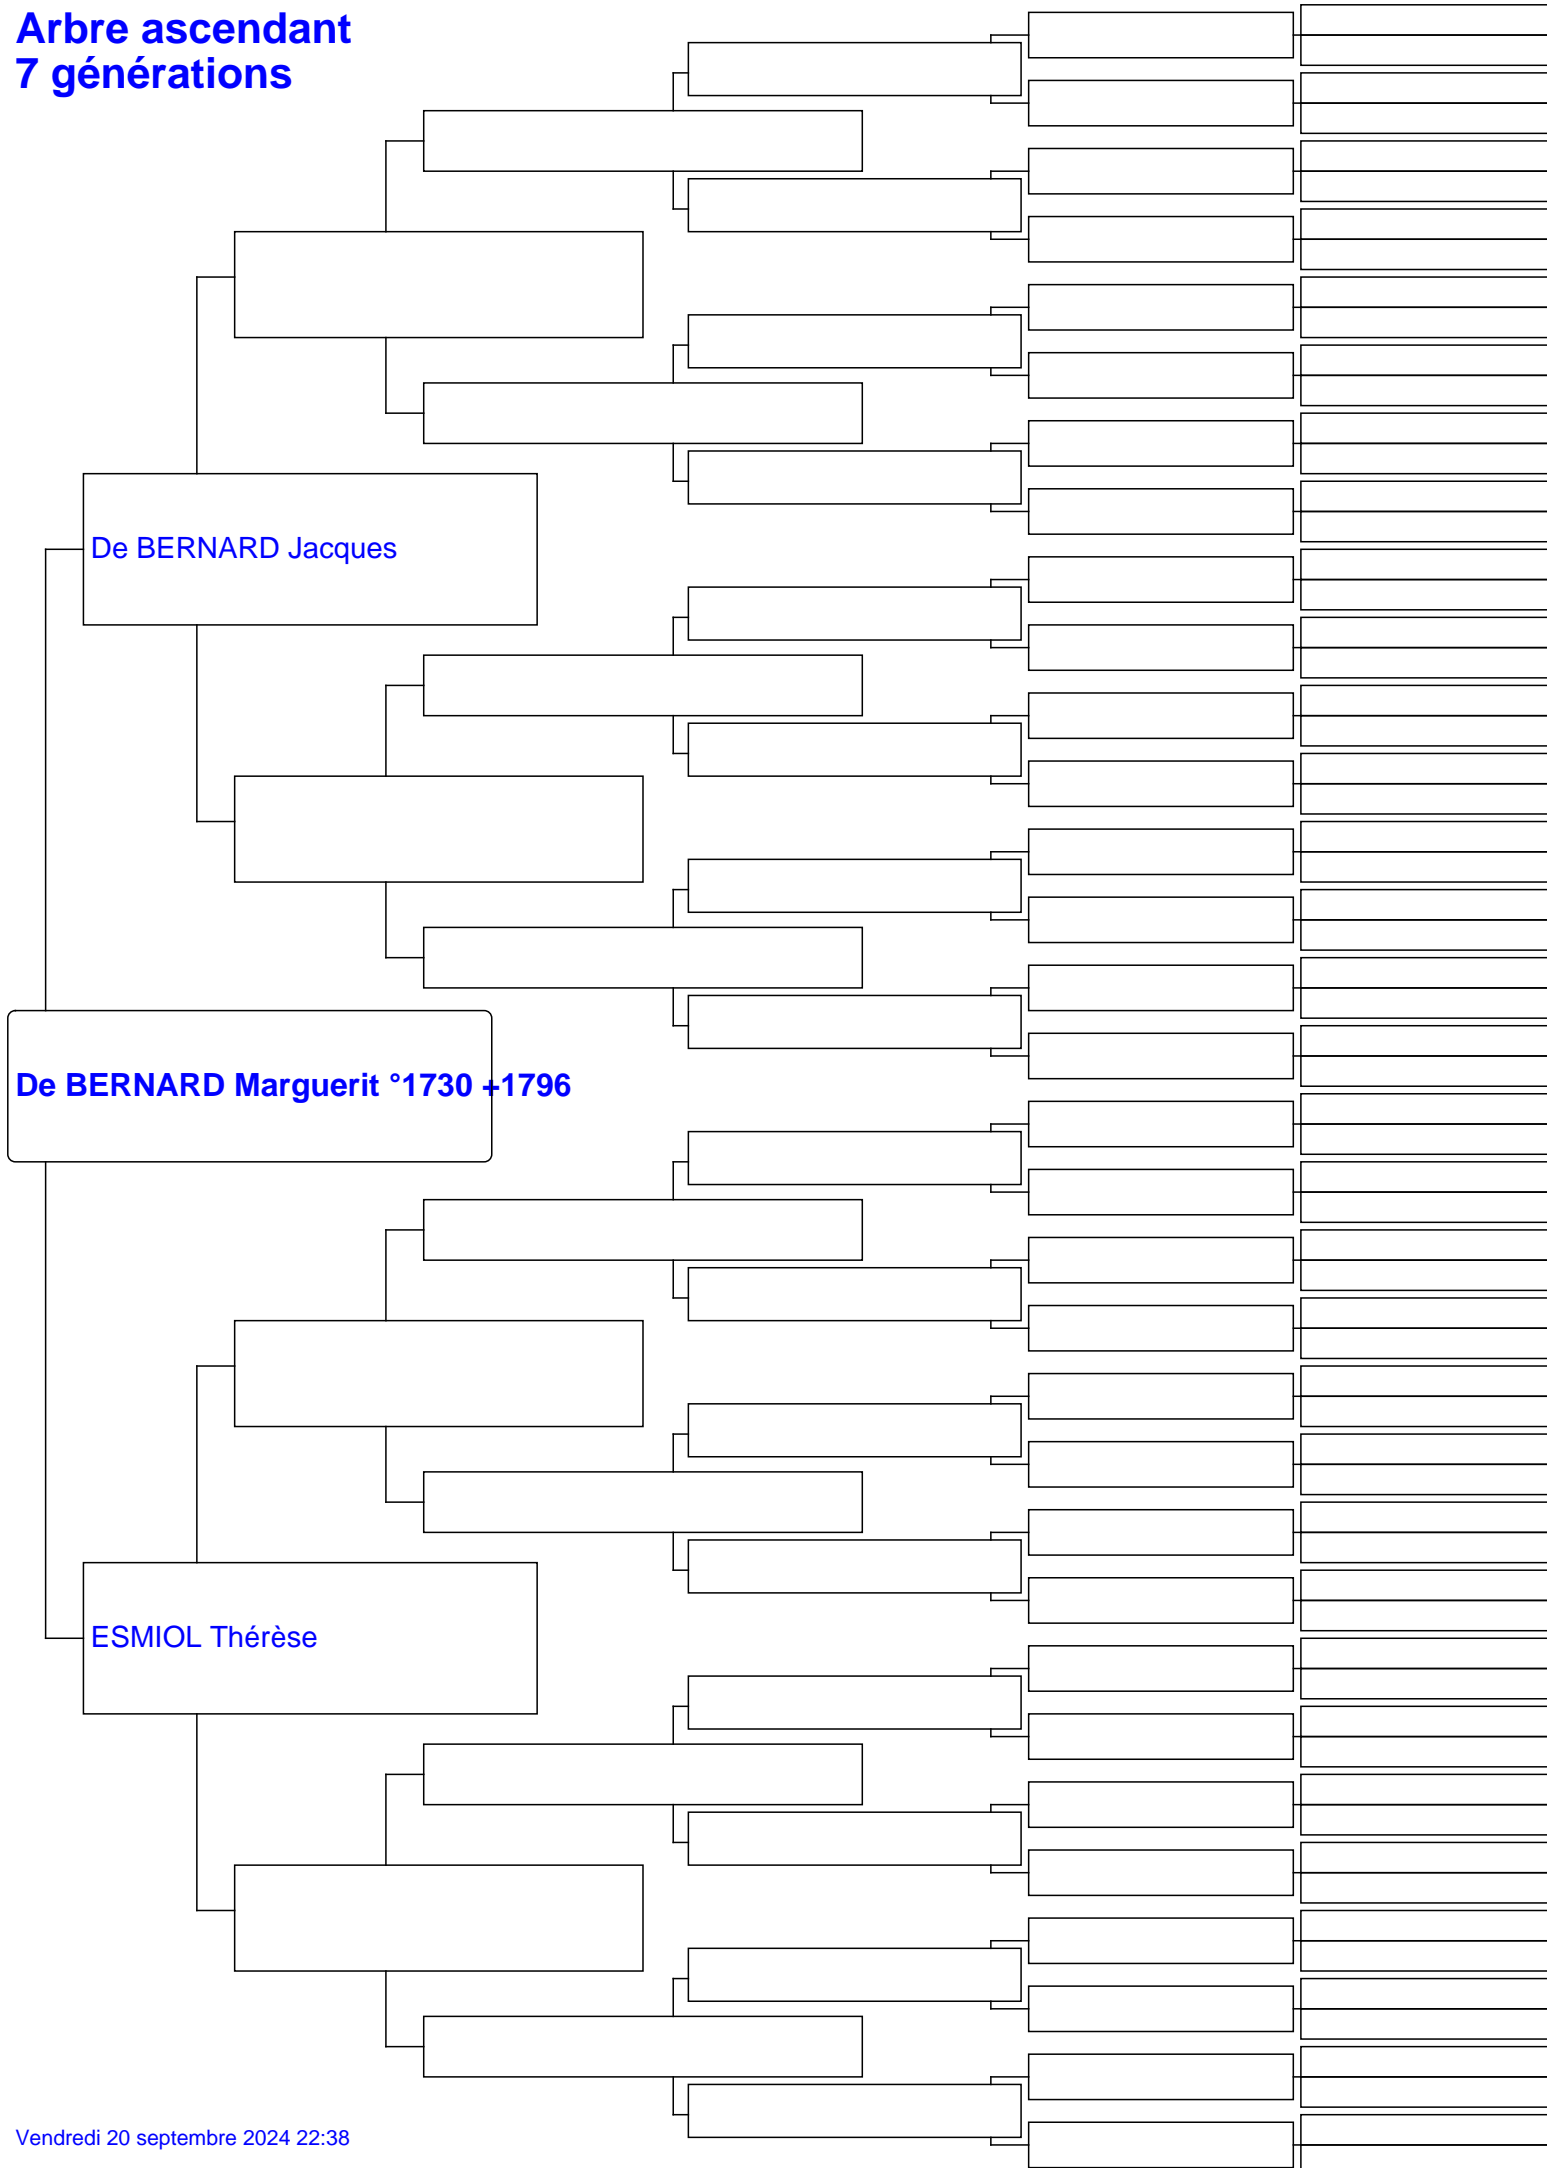 Arbre ascendant
7 générations
De BERNARD Jacques
De BERNARD Marguerit °1730 +1796
ESMIOL Thérèse
Vendredi 20 septembre 2024 22:38